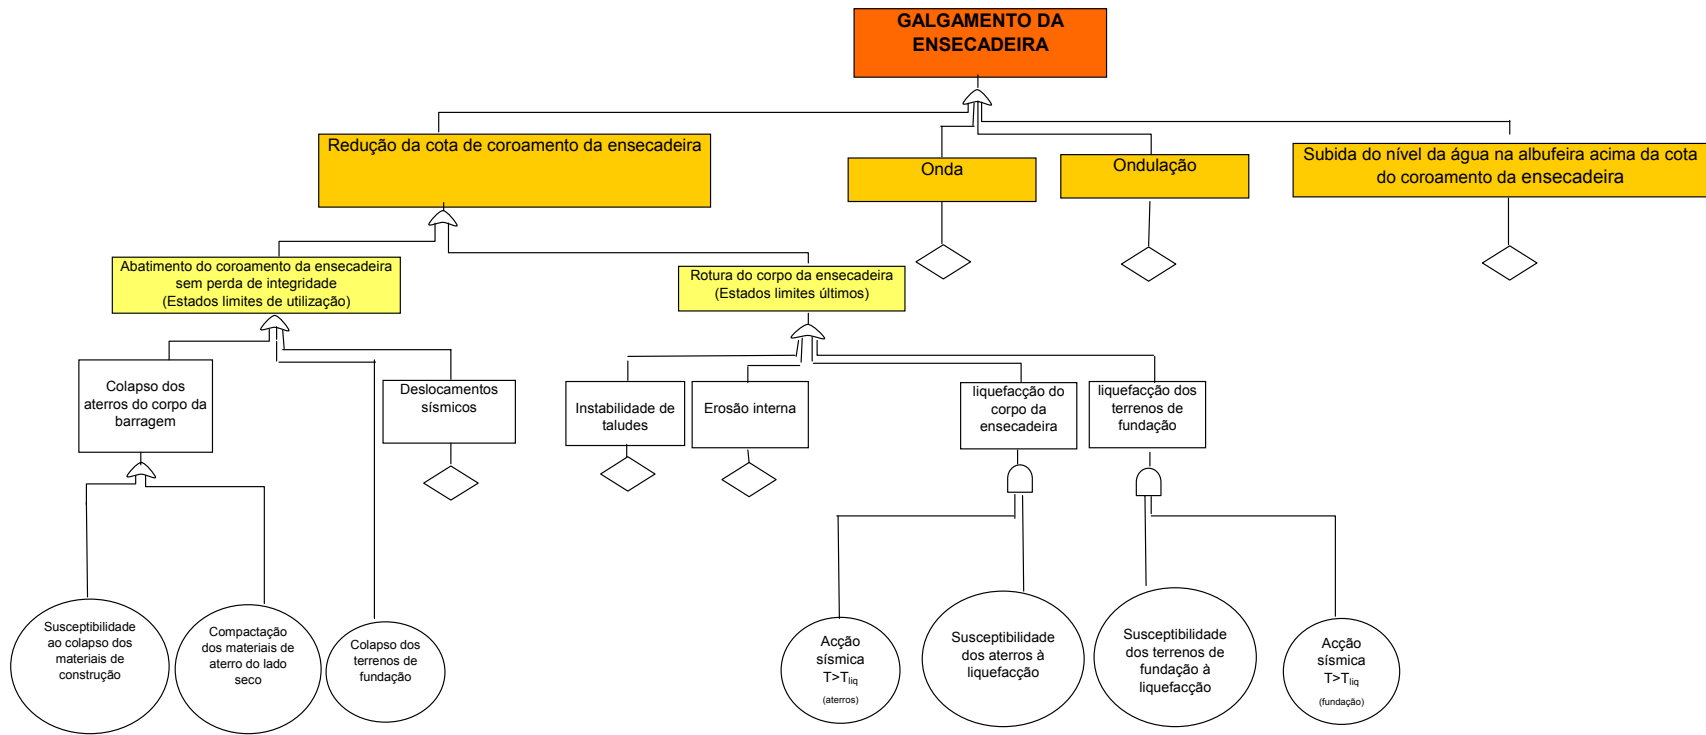 GALGAMENTO DA
ENSECADEIRA
Redução da cota de coroamento da ensecadeira
Onda
Ondulação
Subida do nível da água na albufeira acima da cota
do coroamento da ensecadeira
Abatimento do coroamento da ensecadeira
sem perda de integridade
(Estados limites de utilização)
Rotura do corpo da ensecadeira
(Estados limites últimos)
Colapso dos
aterros do corpo da
barragem
Deslocamentos
sísmicos
Instabilidade de
taludes
Erosão interna
liquefacção do
corpo da
ensecadeira
liquefacção dos
terrenos de
fundação
Susceptibilidade
ao colapso dos
materiais de
construção
Compactação
dos materiais de
aterro do lado
seco
Colapso dos
terrenos de
fundação
Acção
sísmica
T>Tliq
(aterros)
Susceptibilidade
dos aterros à
liquefacção
Susceptibilidade
dos terrenos de
fundação à
liquefacção
Acção
sísmica
T>Tliq
(fundação)